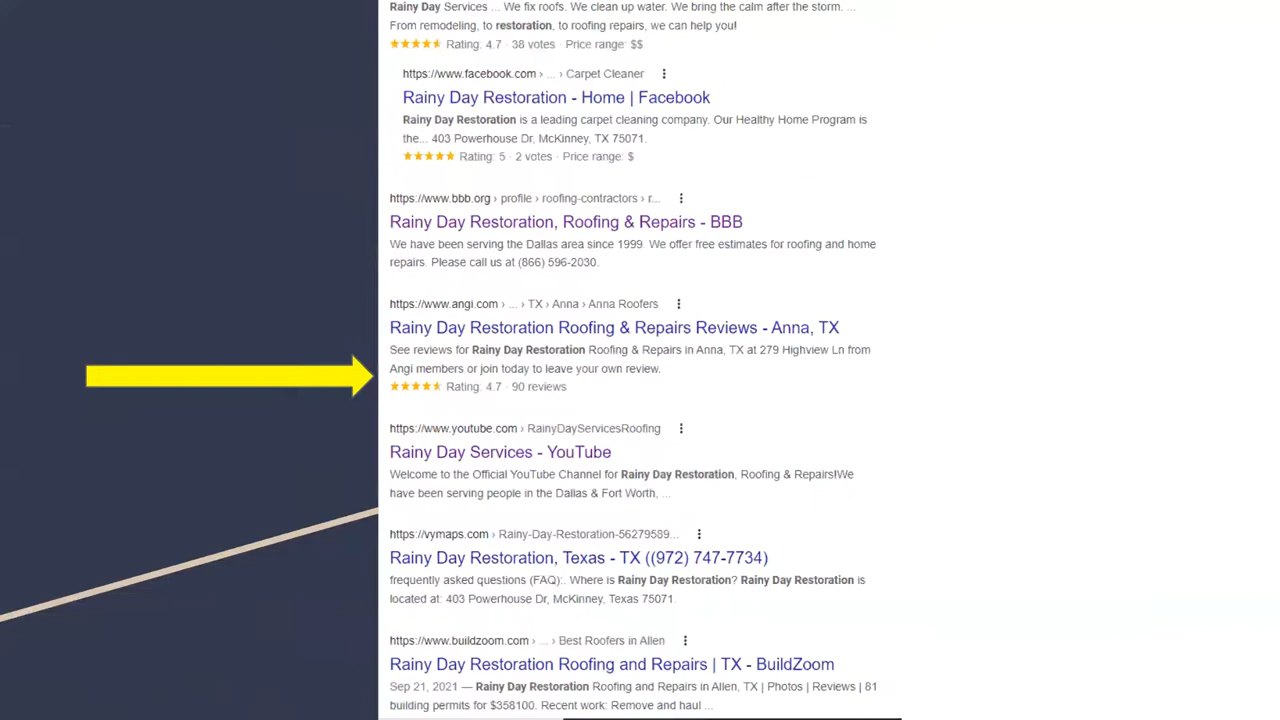 Rainy Day Services ... We fix roofs. We clean up water. We bring the calm after the storm. ...
From remodeling, to restoration, to roofing repairs, we can help you!
Rating: 4.7 · 38 votes · Price range: $$
https://www.facebook.com › ... › Carpet Cleaner
Rainy Day Restoration - Home | Facebook
Rainy Day Restoration is a leading carpet cleaning company. Our Healthy Home Program is
the... 403 Powerhouse Dr, McKinney, TX 75071.
Rating: 5 · 2 votes · Price range: $
https://www.bbb.org › profile › roofing-contractors › r...
Rainy Day Restoration, Roofing & Repairs - BBB
We have been serving the Dallas area since 1999. We offer free estimates for roofing and home
repairs. Please call us at (866) 596-2030.
https://www.angi.com › ... › TX › Anna › Anna Roofers
Rainy Day Restoration Roofing & Repairs Reviews - Anna, TX
See reviews for Rainy Day Restoration Roofing & Repairs in Anna, TX at 279 Highview Ln from
Angi members or join today to leave your own review.
Rating: 4.7 · 90 reviews
https://www.youtube.com › RainyDayServicesRoofing
Rainy Day Services - YouTube
Welcome to the Official YouTube Channel for Rainy Day Restoration, Roofing & Repairs!We
have been serving people in the Dallas & Fort Worth, ...
https://vymaps.com › Rainy-Day-Restoration-56279589...
Rainy Day Restoration, Texas - TX ((972) 747-7734)
frequently asked questions (FAQ):. Where is Rainy Day Restoration? Rainy Day Restoration is
located at: 403 Powerhouse Dr, McKinney, Texas 75071.
https://www.buildzoom.com › ... › Best Roofers in Allen
Rainy Day Restoration Roofing and Repairs | TX - BuildZoom
Sep 21, 2021 — Rainy Day Restoration Roofing and Repairs in Allen, TX | Photos | Reviews | 81
building permits for $358100. Recent work: Remove and haul ...